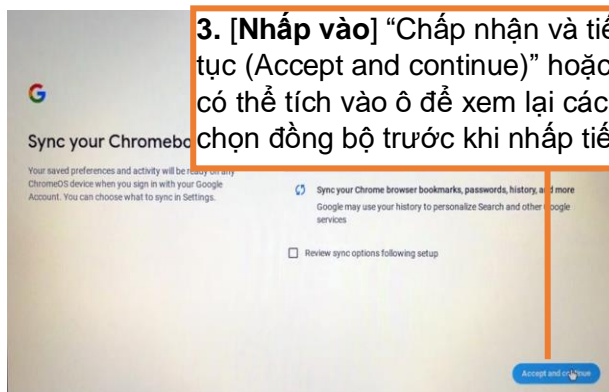 3. [Nhấp vào] “Chấp nhận và tiế
tục (Accept and continue)” hoặc
có thể tích vào ô để xem lại các
chọn đồng bộ trước khi nhấp tiế
G
Sync your Chromebo
Your saved preferences and activity will be ready on any
ChromeOS device when you sign in with your Google
Account. You can choose what to sync in Settings.
Sync your Chrome browser bookmarks, passwords, history, and more
Google may use your history to personalize Search and other Google
services
Review sync options following setup
Accept and continue